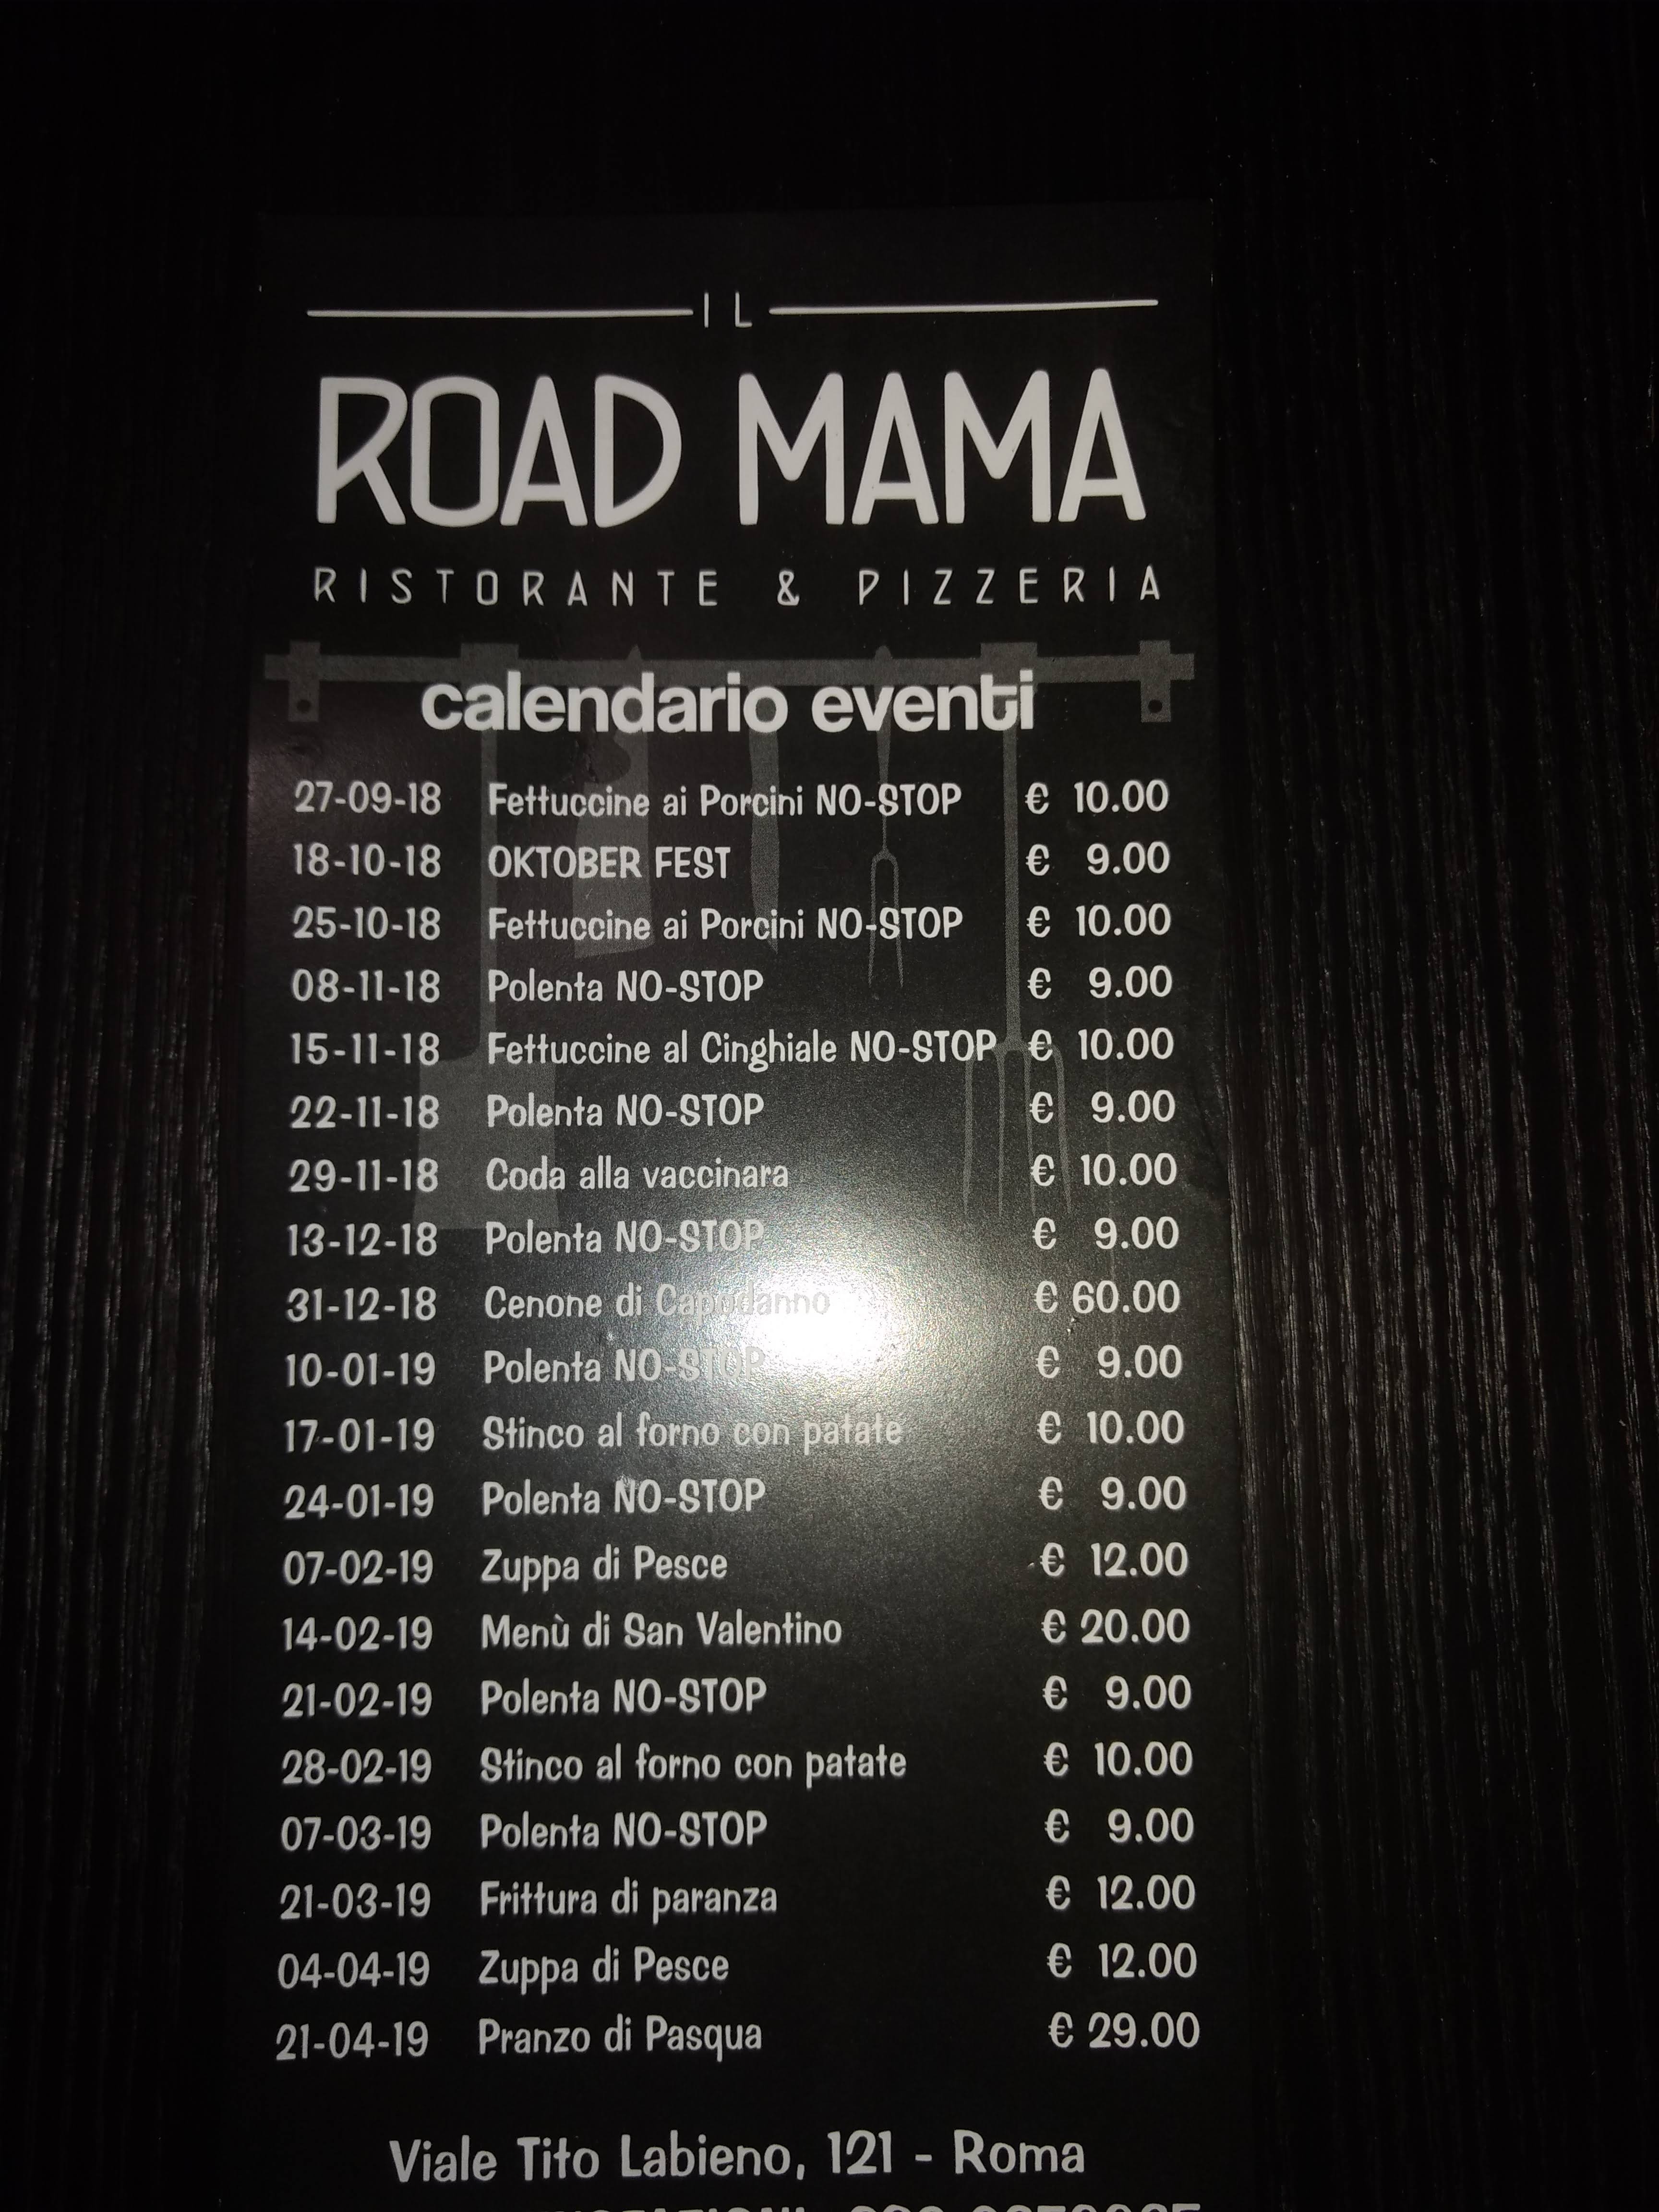 IL
ROAD MAMA
RISTORANTE & PIZZERIA
calendario eventi
27-09-18 Fettuccine ai Porcini NO-STOP € 10.00
18-10-18 OKTOBER FEST € 9.00
25-10-18 Fettuccine ai Porcini NO-STOP € 10.00
08-11-18 Polenta NO-STOP € 9.00
15-11-18 Fettuccine al Cinghiale NO-STOP € 10.00
22-11-18 Polenta NO-STOP € 9.00
29-11-18 Coda alla vaccinara € 10.00
13-12-18 Polenta NO-STOP € 9.00
31-12-18 Cenone di Capodanno € 60.00
10-01-19 Polenta NO-STOP € 9.00
17-01-19 Stinco al forno con patate € 10.00
24-01-19 Polenta NO-STOP € 9.00
07-02-19 Zuppa di Pesce € 12.00
14-02-19 Menù di San Valentino € 20.00
21-02-19 Polenta NO-STOP € 9.00
28-02-19 Stinco al forno con patate € 10.00
07-03-19 Polenta NO-STOP € 9.00
21-03-19 Frittura di paranza € 12.00
04-04-19 Zuppa di Pesce € 12.00
21-04-19 Pranzo di Pasqua € 29.00
Viale Tito Labieno, 121 - Roma